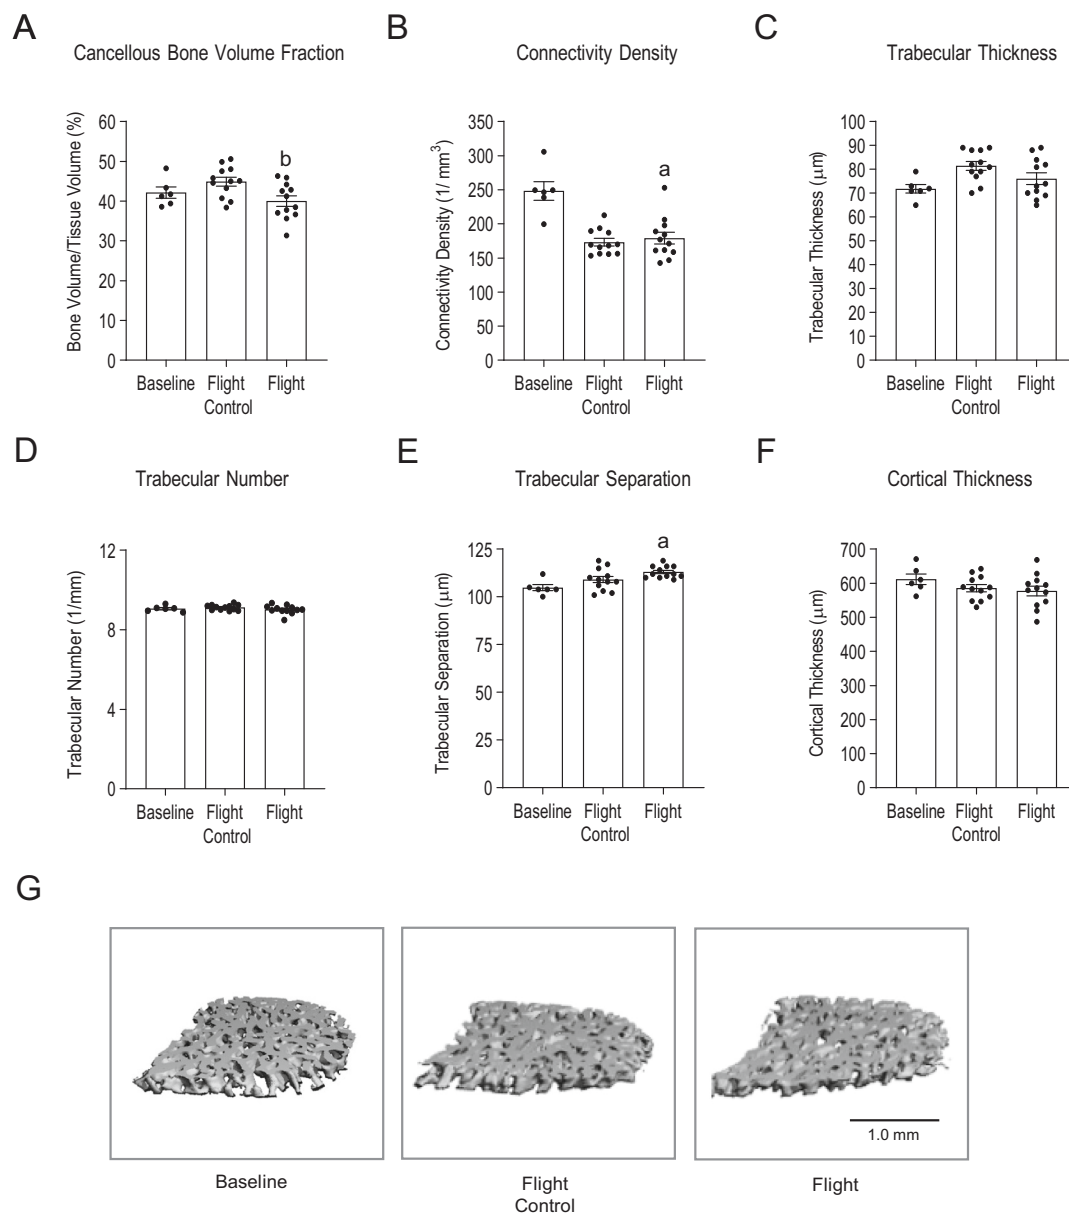 A
Cancellous Bone Volume Fraction
Bone Volume/Tissue Volume (%)
60
50
40
30
20
10
0
b
Baseline
Flight
Control
Flight
B
Connectivity Density
Connectivity Density (1/ mm³)
350
300
250
200
150
100
50
0
a
Baseline
Flight
Control
Flight
C
Trabecular Thickness
Trabecular Thickness (μm)
100
90
80
70
60
50
40
30
20
10
0
Baseline
Flight
Control
Flight
D
Trabecular Number
Trabecular Number (1/mm)
12
8
4
0
Baseline
Flight
Control
Flight
E
Trabecular Separation
Trabecular Separation (μm)
125
100
75
50
25
0
a
Baseline
Flight
Control
Flight
F
Cortical Thickness
Cortical Thickness (μm)
700
600
500
400
300
200
100
0
Baseline
Flight
Control
Flight
G
1.0 mm
Baseline
Flight
Control
Flight